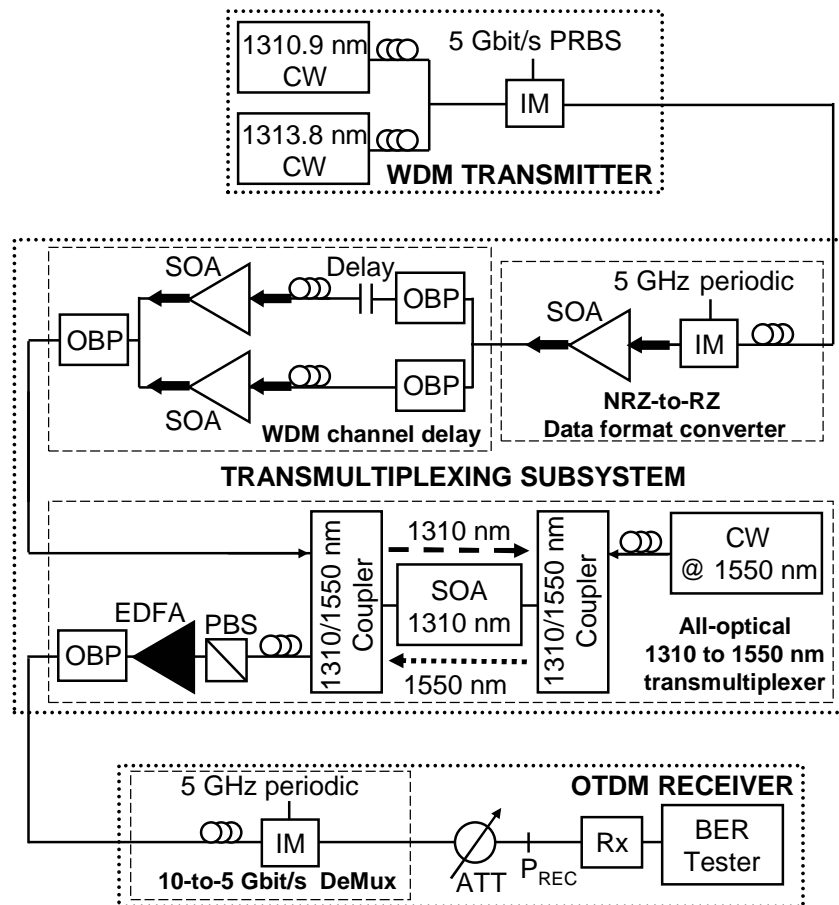 1310.9 nm
CW
5 Gbit/s PRBS
IM
1313.8 nm
CW
WDM TRANSMITTER
SOA
Delay
OBP
OBP
OBP
SOA
WDM channel delay
5 GHz periodic
SOA
IM
NRZ-to-RZ
Data format converter
TRANSMULTIPLEXING SUBSYSTEM
1310/1550 nm
Coupler
1310 nm
SOA
1310 nm
1550 nm
1310/1550 nm
Coupler
CW
@ 1550 nm
All-optical
1310 to 1550 nm
transmultiplexer
EDFA
PBS
OBP
OTDM RECEIVER
5 GHz periodic
IM
10-to-5 Gbit/s DeMux
ATT
PREC
Rx
BER
Tester